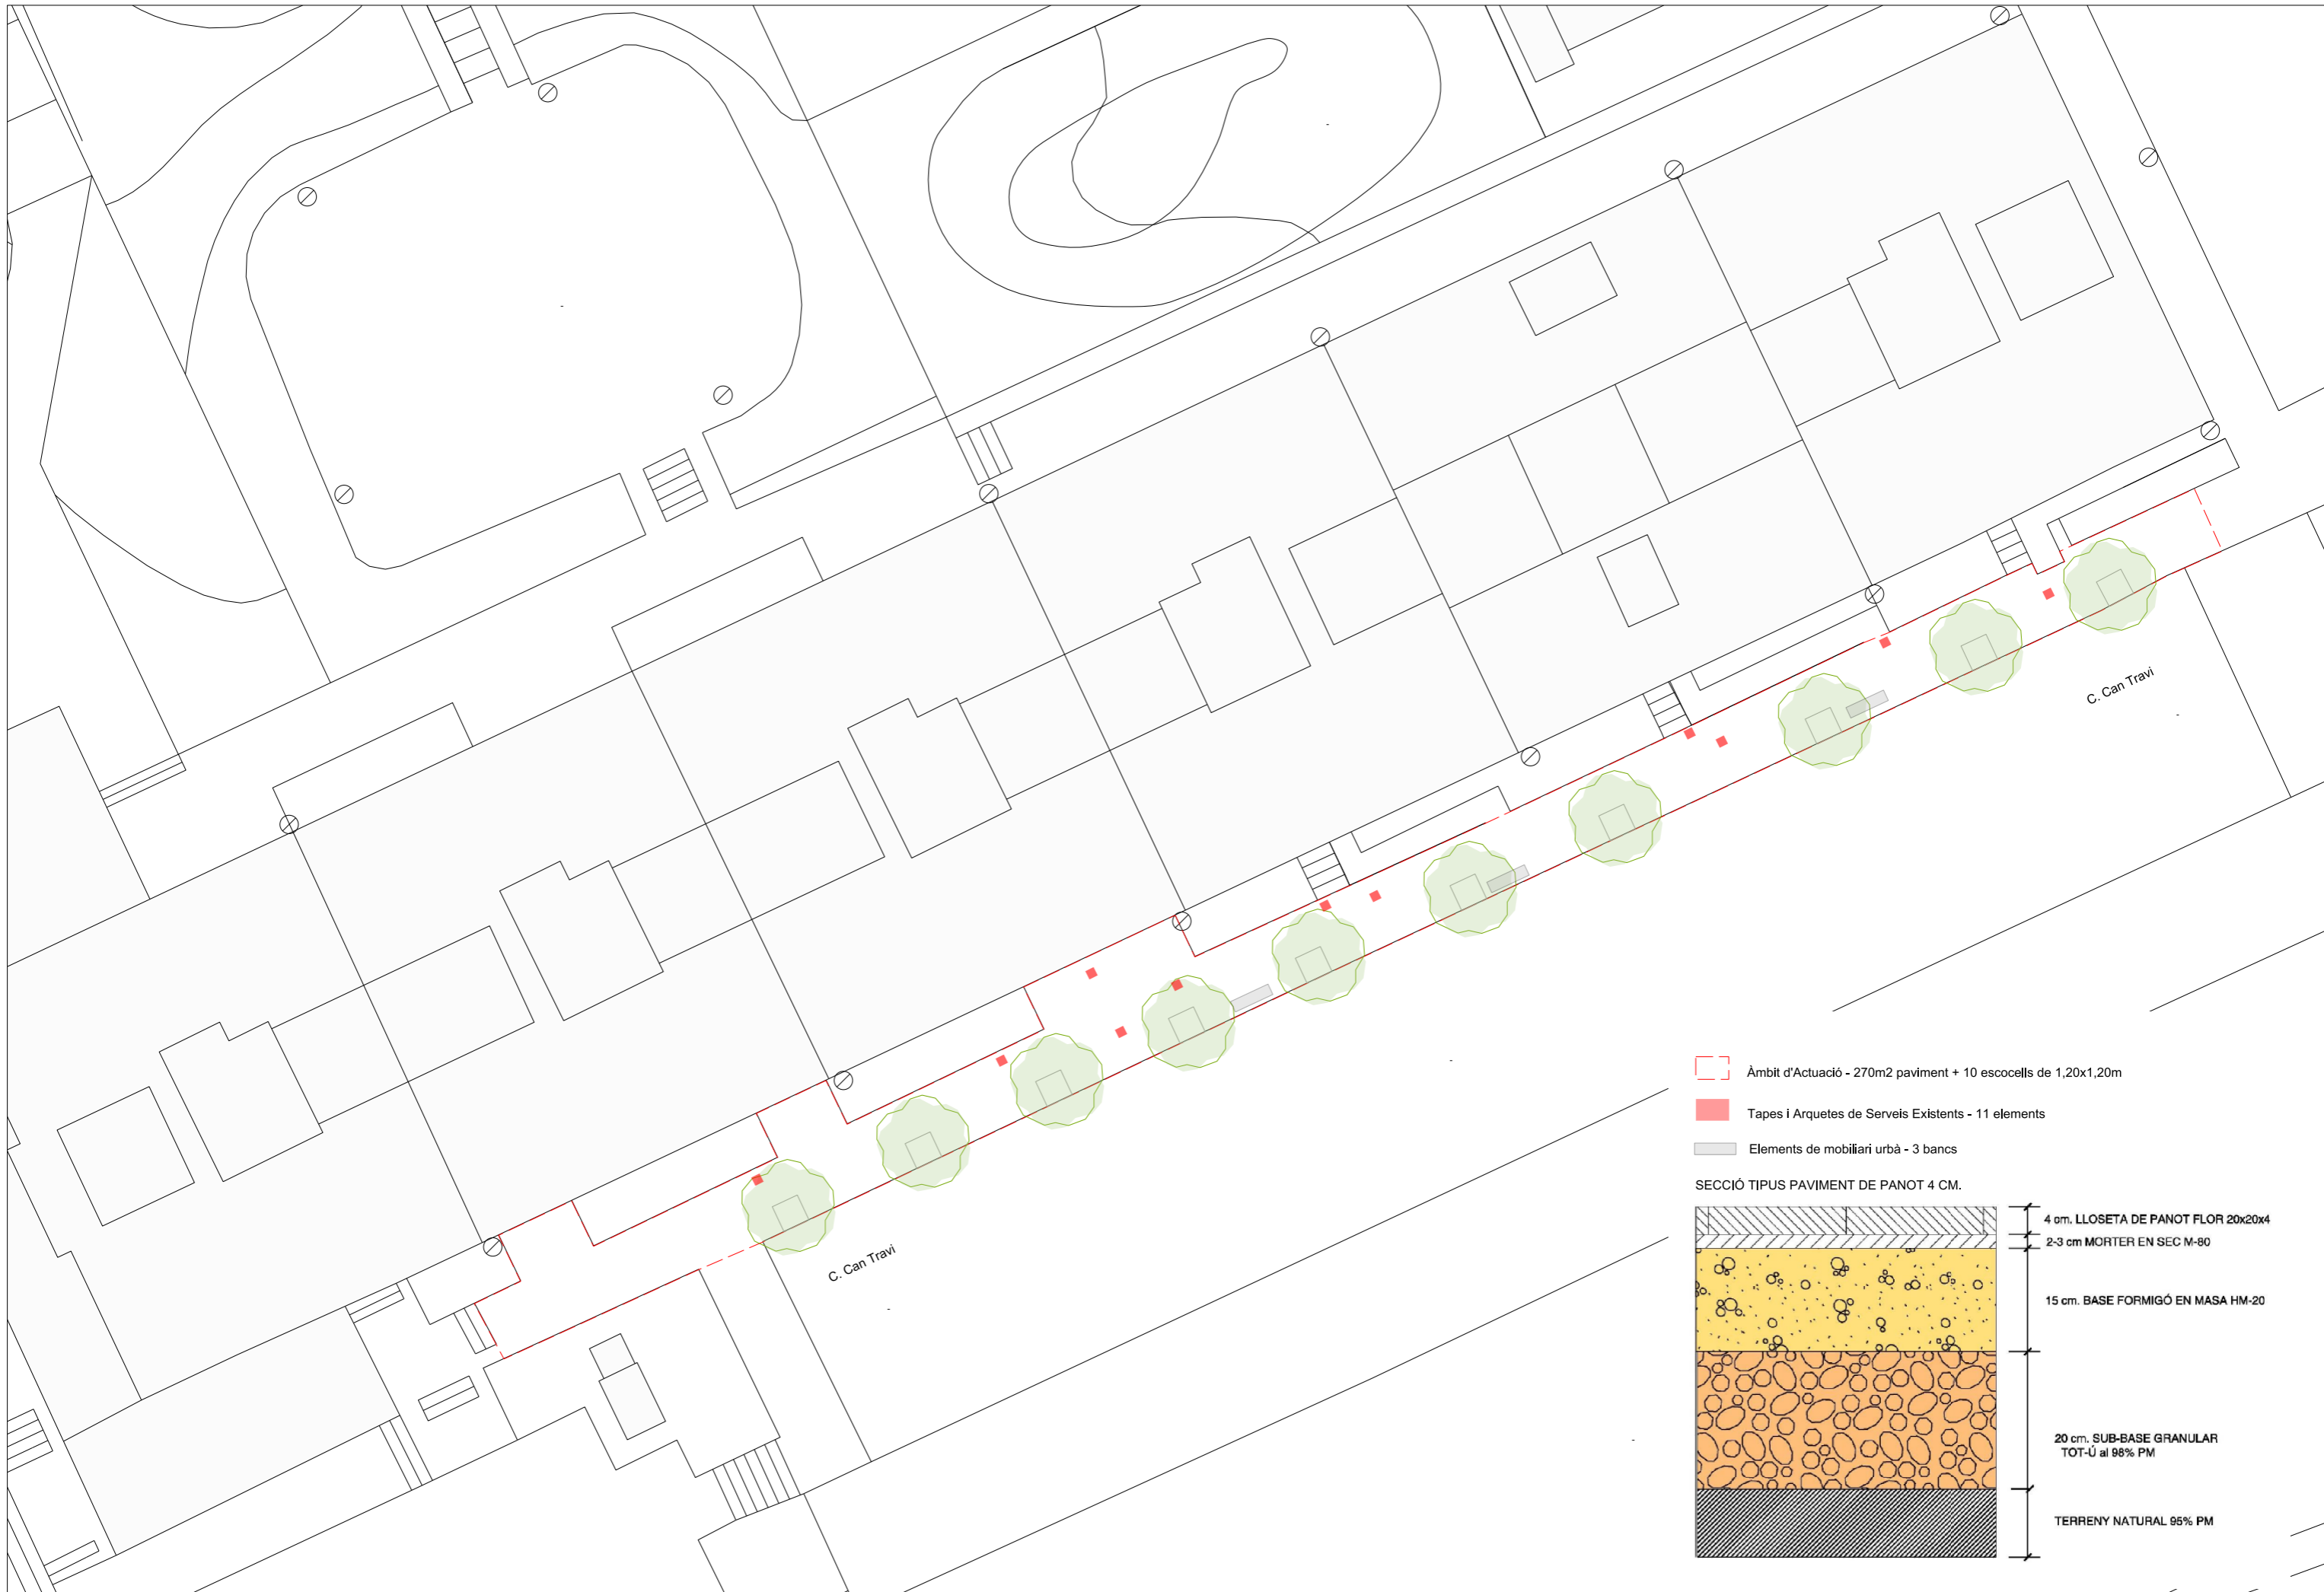 C. Can Travi
C. Can Travi
Àmbit d'Actuació - 270m2 paviment + 10 escocells de 1,20x1,20m
Tapes i Arquetes de Serveis Existents - 11 elements
Elements de mobiliari urbà - 3 bancs
SECCIÓ TIPUS PAVIMENT DE PANOT 4 CM.
4 cm. LLOSETA DE PANOT FLOR 20x20x4
2-3 cm MORTER EN SEC M-80
15 cm. BASE FORMIGÓ EN MASA HM-20
20 cm. SUB-BASE GRANULAR
TOT-Ú al 98% PM
TERRENY NATURAL 95% PM